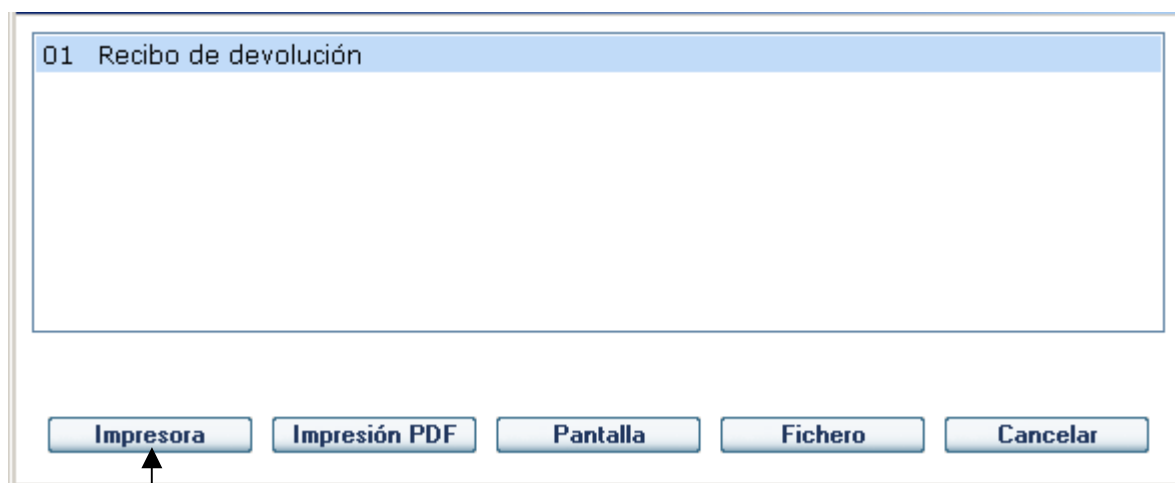 01 Recibo de devolución
Impresora Impresión PDF Pantalla Fichero Cancelar